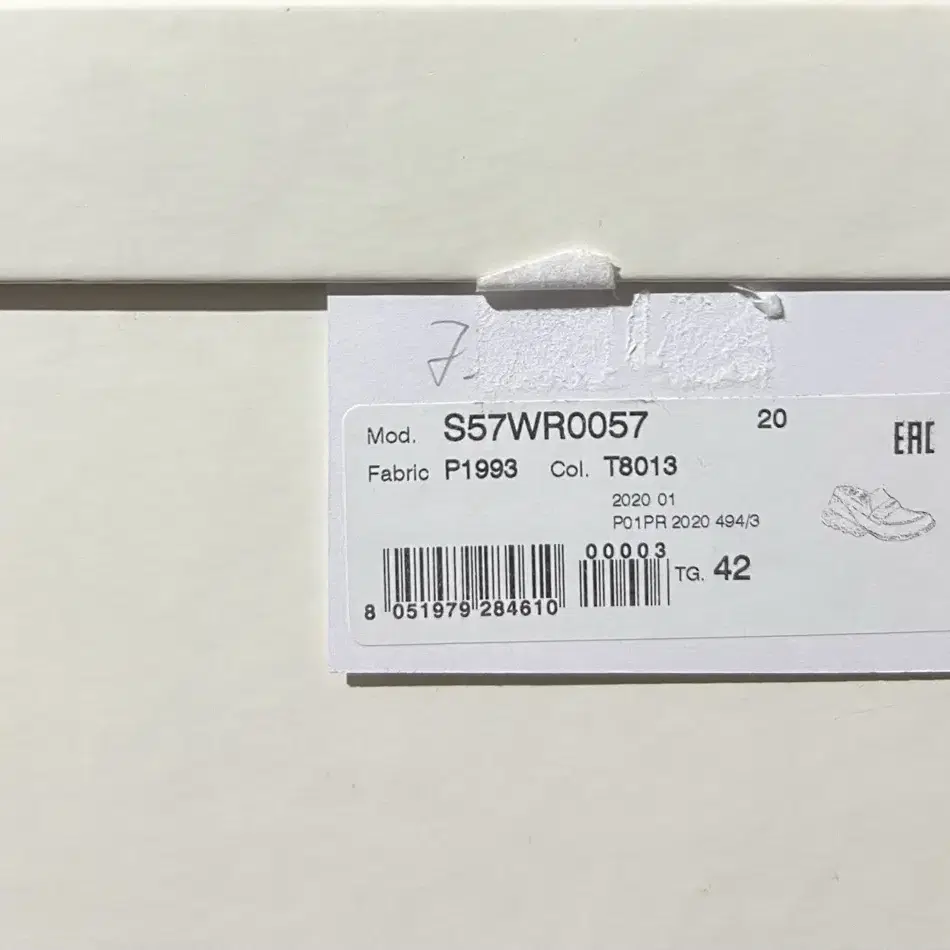 7
Mod. S57WR0057 20
EAC
Fabric P1993 Col. T8013
2020 01
P01PR 2020 494/3
00003
TG. 42
8 051979 284610